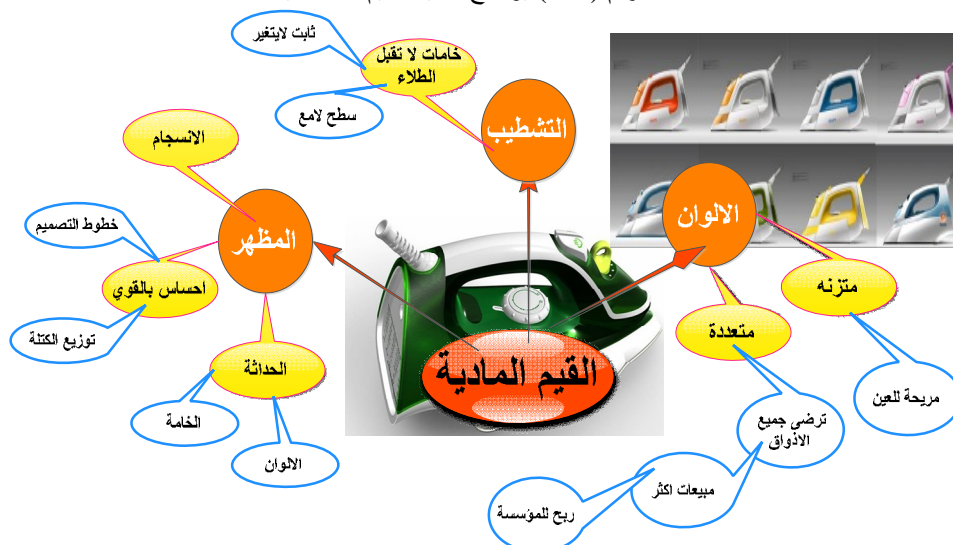 ثابت لايتغير
خامات لا تقبل
الطلاء
سطح لامع
التشطيب
الانسجام
المظهر
خطوط التصميم
احساس بالقوي
توزيع الكتلة
الحداثة
الخامة
الالوان
القيم المادية
الالوان
متزنه
متعددة
مريحة للعين
ترضى جميع
الاذواق
مبيعات اكثر
ربح للمؤسسة